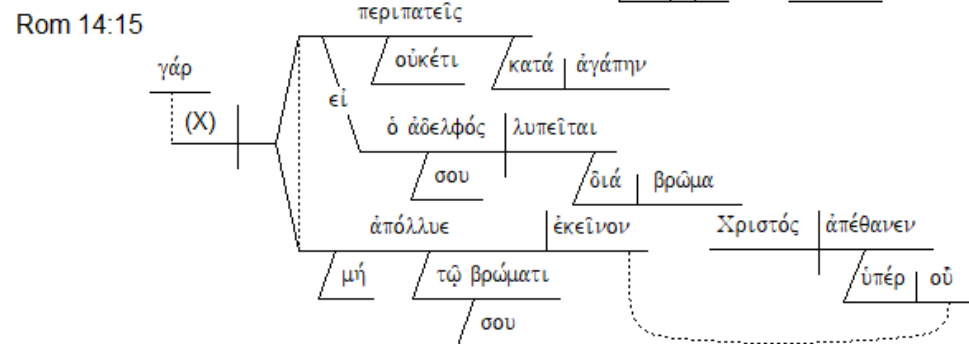 Rom 14:15
περιπατεῖς
γάρ
οὐκέτι
κατά ἀγάπην
εἰ
(X)
ὁ ἀδελφός λυπεῖται
σου
διά βρῶμα
ἀπόλλυε ἐκεῖνον
Χριστός ἀπέθανεν
μή
τῷ βρώματι
ὑπέρ οὗ
σου